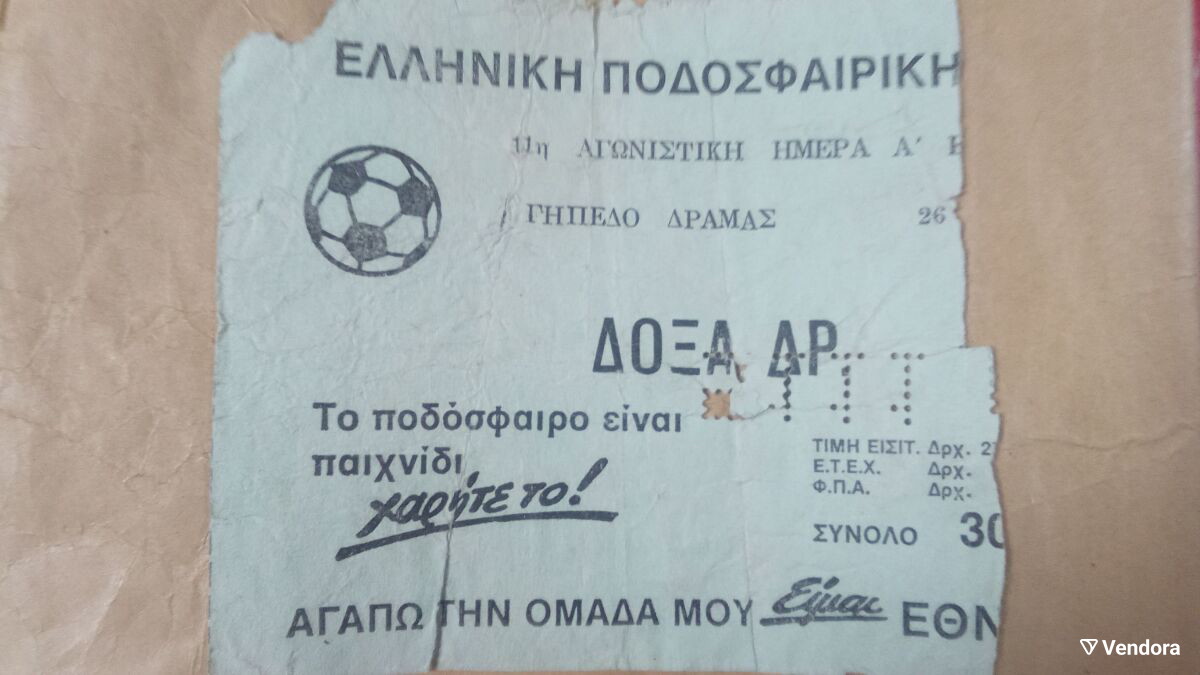 ΕΛΛΗΝΙΚΗ ΠΟΔΟΣΦΑΙΡΙΚΗ
11η ΑΓΩΝΙΣΤΙΚΗ ΗΜΕΡΑ Α΄
ΓΗΠΕΔΟ ΔΡΑΜΑΣ 26
ΔΟΞΑ ΔΡ
Το ποδόσφαιρο είναι
παιχνίδι,
χαρήτε το!
ΤΙΜΗ ΕΙΣΙΤ. Δρχ. 2
Ε.Τ.Ε.Χ. Δρχ.
Φ.Π.Α. Δρχ.
ΣΥΝΟΛΟ 30
ΑΓΑΠΩ ΤΗΝ ΟΜΑΔΑ ΜΟΥ Είμαι ΕΘΝ
Vendora